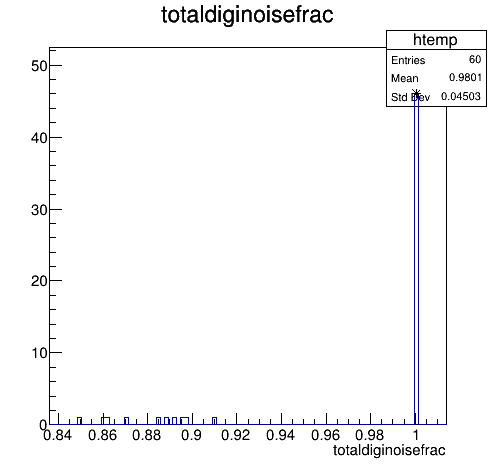 totaldiginoisefrac
htemp
Entries 60
Mean 0.9801
Std Dev 0.04503
50
40
30
20
10
0
0.84 0.86 0.88 0.9 0.92 0.94 0.96 0.98 1
totaldiginoisefrac